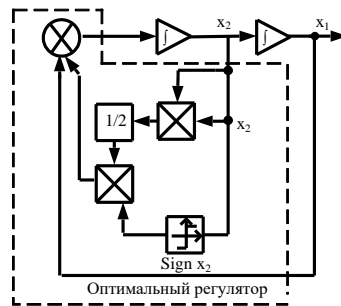 x₂
x₁
∫
∫
1/2
x₂
Sign x₂
Оптимальный регулятор